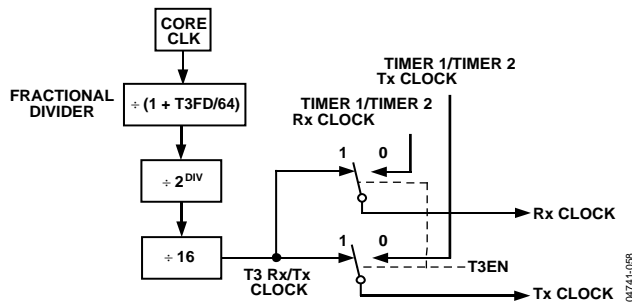 CORE
CLK
TIMER 1/TIMER 2
Tx CLOCK
FRACTIONAL
DIVIDER
÷ (1 + T3FD/64)
TIMER 1/TIMER 2
Rx CLOCK
1 0
÷ 2^DIV
Rx CLOCK
÷ 16
1 0
T3 Rx/Tx
CLOCK
T3EN
Tx CLOCK
04741-058